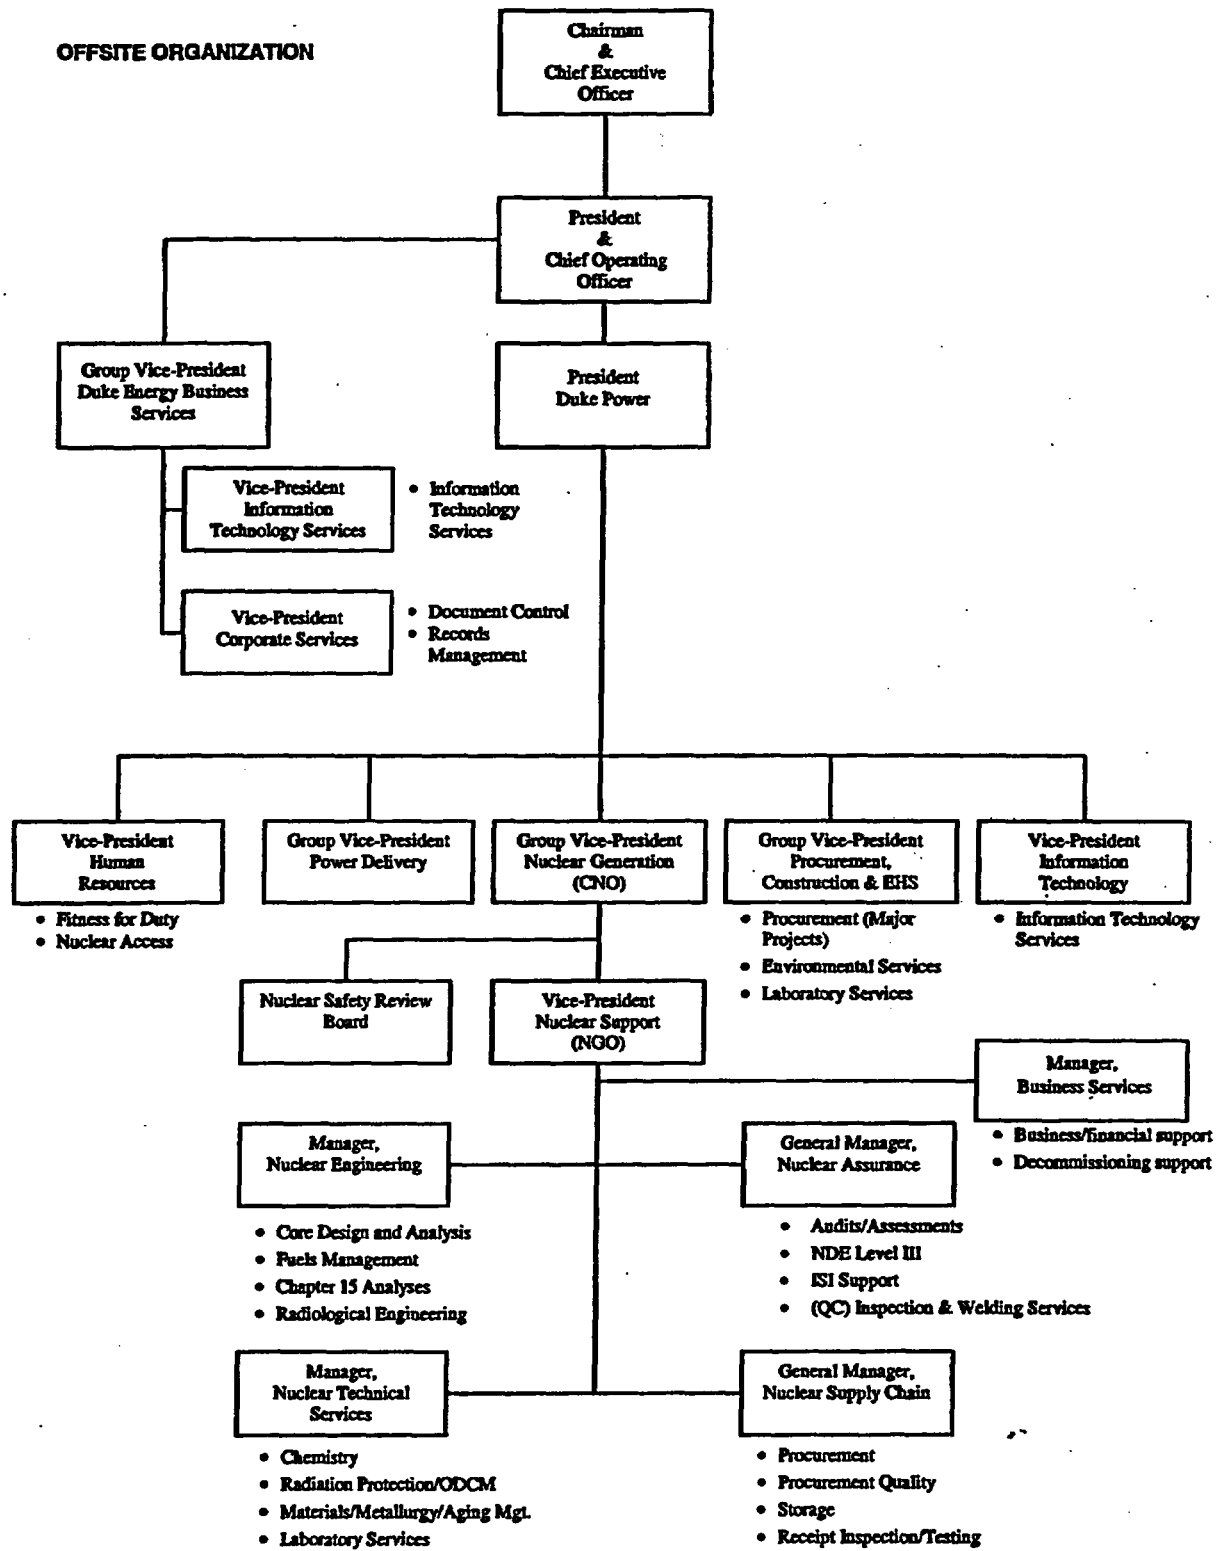 OFFSITE ORGANIZATION
Chairman
&
Chief Executive
Officer
President
&
Chief Operating
Officer
Group Vice-President
Duke Energy Business
Services
President
Duke Power
Vice-President
Information
Technology Services
• Information
Technology
Services
Vice-President
Corporate Services
• Document Control
• Records
Management
Vice-President
Human
Resources
• Fitness for Duty
• Nuclear Access
Group Vice-President
Power Delivery
Group Vice-President
Nuclear Generation
(CNO)
Group Vice-President
Procurement,
Construction & EHS
• Procurement (Major
Projects)
• Environmental Services
• Laboratory Services
Vice-President
Information
Technology
• Information Technology
Services
Nuclear Safety Review
Board
Vice-President
Nuclear Support
(NGO)
Manager,
Business Services
• Business/financial support
• Decommissioning support
Manager,
Nuclear Engineering
• Core Design and Analysis
• Fuels Management
• Chapter 15 Analyses
• Radiological Engineering
General Manager,
Nuclear Assurance
• Audits/Assessments
• NDE Level III
• ISI Support
• (QC) Inspection & Welding Services
Manager,
Nuclear Technical
Services
• Chemistry
• Radiation Protection/ODCM
• Materials/Metallurgy/Aging Mgt.
• Laboratory Services
General Manager,
Nuclear Supply Chain
• Procurement
• Procurement Quality
• Storage
• Receipt Inspection/Testing